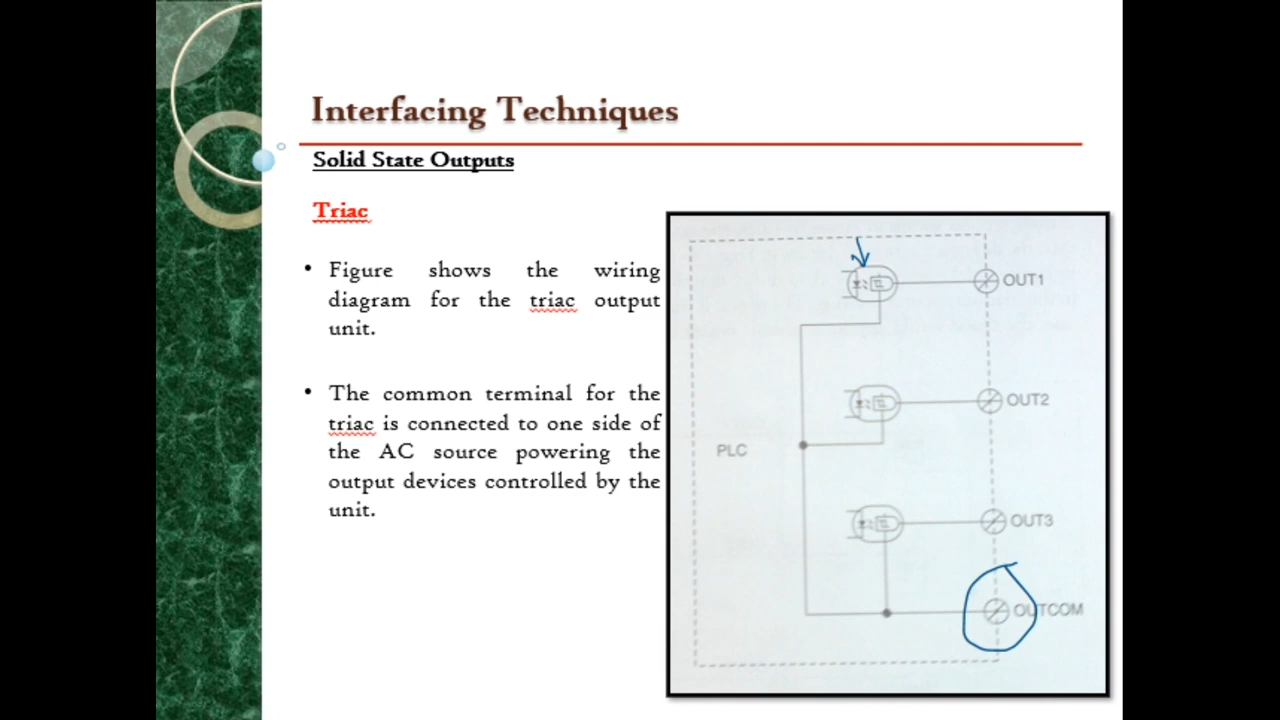 Interfacing Techniques
Solid State Outputs
Triac
• Figure shows the wiring
diagram for the triac output
unit.
• The common terminal for the
triac is connected to one side of
the AC source powering the
output devices controlled by the
unit.
OUT1
OUT2
PLC
OUT3
OUTCOM